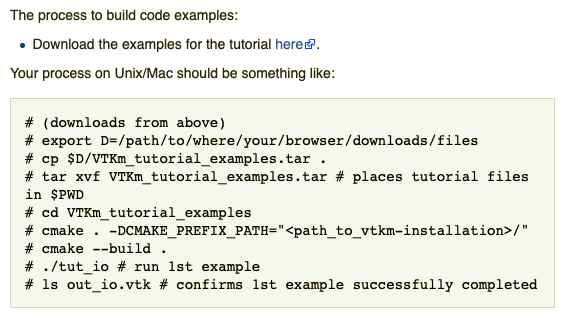 The process to build code examples:
• Download the examples for the tutorial here.
Your process on Unix/Mac should be something like:
# (downloads from above)
# export D=/path/to/where/your/browser/downloads/files
# cp $D/VTKm_tutorial_examples.tar .
# tar xvf VTKm_tutorial_examples.tar # places tutorial files
in $PWD
# cd VTKm_tutorial_examples
# cmake . -DCMAKE_PREFIX_PATH="<path_to_vtkm-installation>/"
# cmake --build .
# ./tut_io # run 1st example
# ls out_io.vtk # confirms 1st example successfully completed